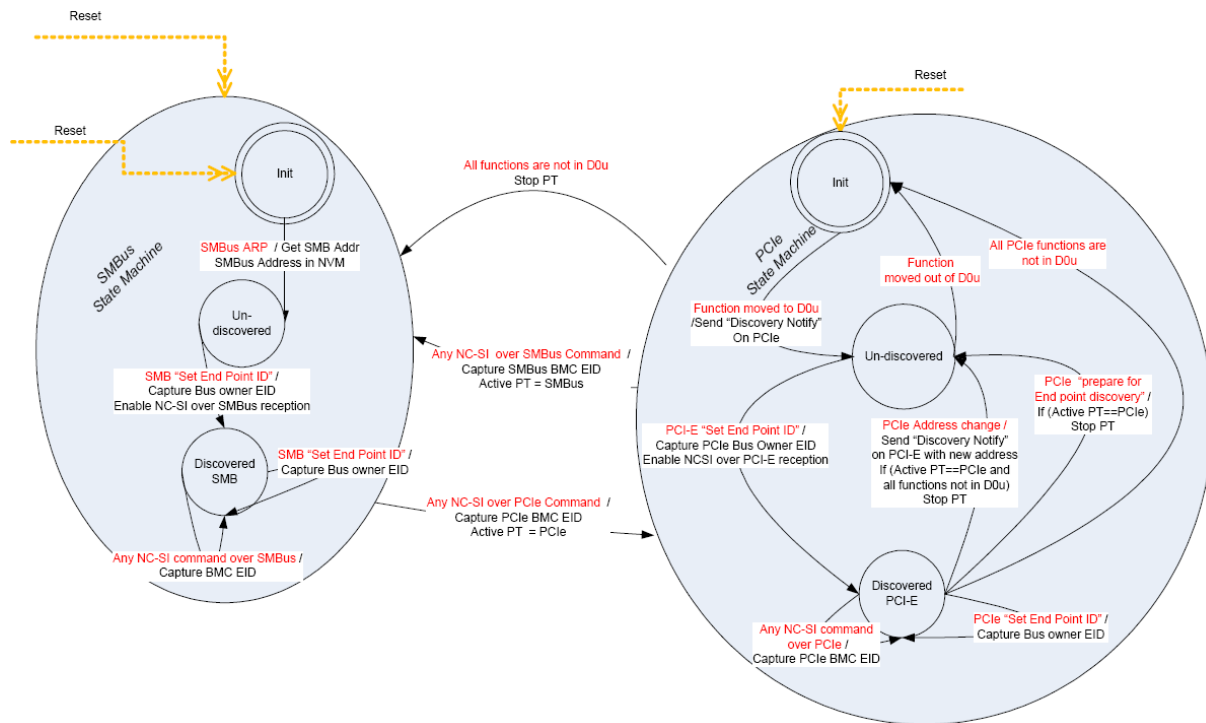 Reset
Reset
Init
SMBus
State Machine
SMBus ARP / Get SMB Addr
SMBus Address in NVM
Un-
discovered
SMB “Set End Point ID” /
Capture Bus owner EID
Enable NC-SI over SMBus reception
Discovered
SMB
SMB “Set End Point ID” /
Capture Bus owner EID
Any NC-SI command over SMBus /
Capture BMC EID
All functions are not in D0u
Stop PT
Any NC-SI over SMBus Command /
Capture SMBus BMC EID
Active PT = SMBus
Any NC-SI over PCIe Command /
Capture PCIe BMC EID
Active PT = PCIe
Reset
Init
PCIe
State Machine
Function moved to D0u
/Send “Discovery Notify”
On PCIe
Function
moved out of D0u
All PCIe functions are
not in D0u
Un-discovered
PCI-E “Set End Point ID” /
Capture PCIe Bus Owner EID
Enable NCSI over PCI-E reception
PCIe Address change /
Send “Discovery Notify”
on PCI-E with new address
If (Active PT==PCIe and
all functions not in D0u)
Stop PT
PCIe “prepare for
End point discovery” /
If (Active PT==PCIe)
Stop PT
Discovered
PCI-E
Any NC-SI command
over PCIe /
Capture PCIe BMC EID
PCIe “Set End Point ID” /
Capture Bus owner EID